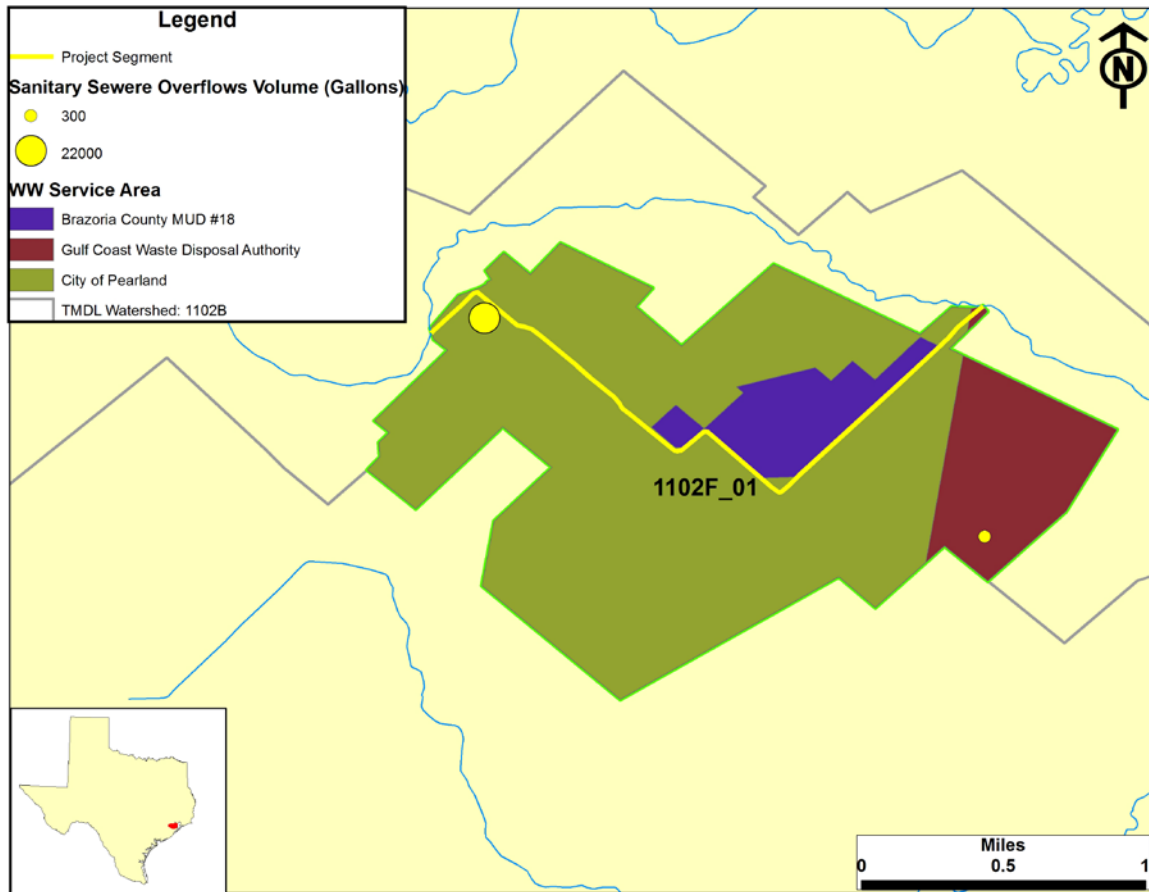 Legend
Project Segment
Sanitary Sewere Overflows Volume (Gallons)
300
22000
WW Service Area
Brazoria County MUD #18
Gulf Coast Waste Disposal Authority
City of Pearland
TMDL Watershed: 1102B
N
1102F_01
Miles
0 0.5 1